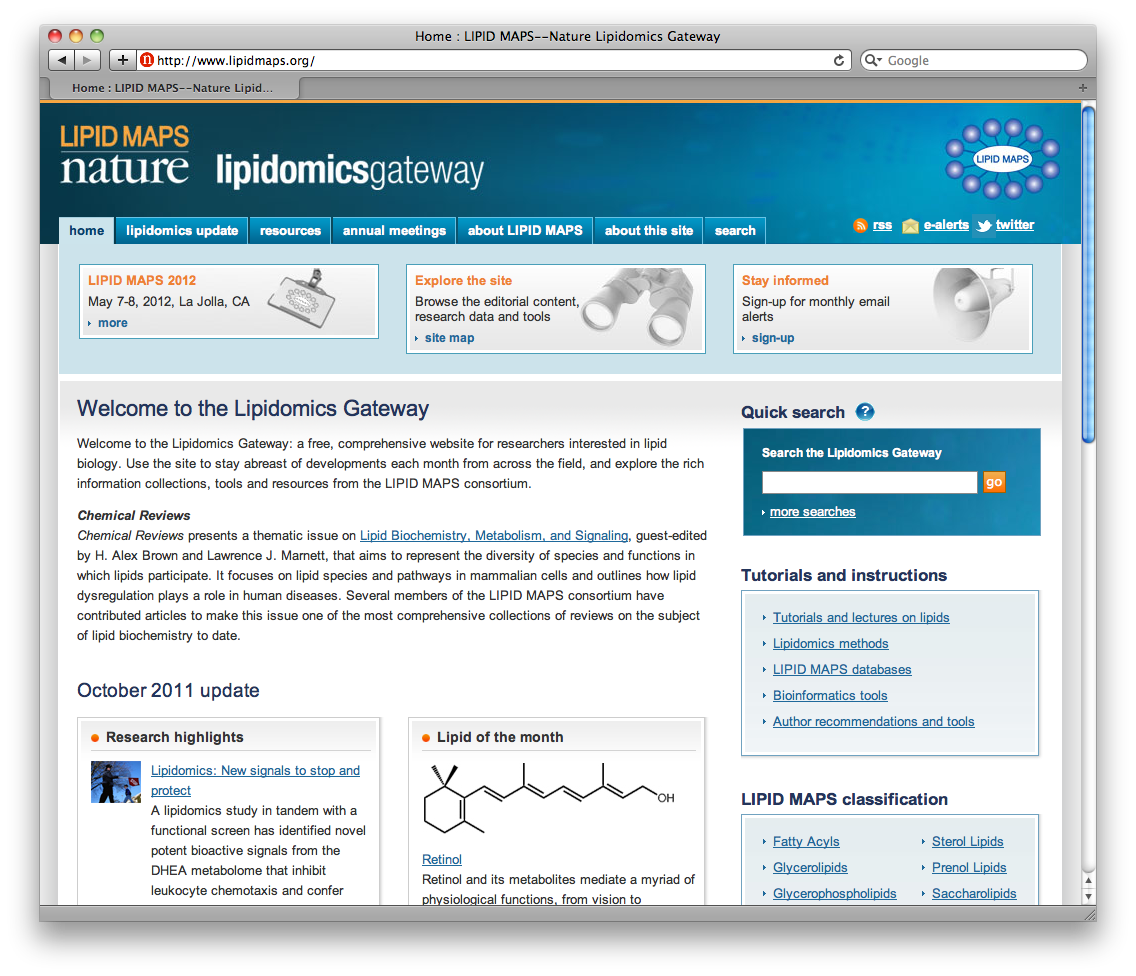 Home : LIPID MAPS--Nature Lipidomics Gateway
http://www.lipidmaps.org/
Google
Home : LIPID MAPS--Nature Lipid...
LIPID MAPS
nature
lipidomicsgateway
LIPID MAPS
home
lipidomics update
resources
annual meetings
about LIPID MAPS
about this site
search
rss
e-alerts
twitter
LIPID MAPS 2012
May 7-8, 2012, La Jolla, CA
more
Explore the site
Browse the editorial content,
research data and tools
site map
Stay informed
Sign-up for monthly email
alerts
sign-up
Welcome to the Lipidomics Gateway
Welcome to the Lipidomics Gateway: a free, comprehensive website for researchers interested in lipid
biology. Use the site to stay abreast of developments each month from across the field, and explore the rich
information collections, tools and resources from the LIPID MAPS consortium.
Chemical Reviews
Chemical Reviews presents a thematic issue on Lipid Biochemistry, Metabolism, and Signaling, guest-edited
by H. Alex Brown and Lawrence J. Marnett, that aims to represent the diversity of species and functions in
which lipids participate. It focuses on lipid species and pathways in mammalian cells and outlines how lipid
dysregulation plays a role in human diseases. Several members of the LIPID MAPS consortium have
contributed articles to make this issue one of the most comprehensive collections of reviews on the subject
of lipid biochemistry to date.
October 2011 update
Research highlights
Lipidomics: New signals to stop and
protect
A lipidomics study in tandem with a
functional screen has identified novel
potent bioactive signals from the
DHEA metabolome that inhibit
leukocyte chemotaxis and confer
Lipid of the month
OH
Retinol
Retinol and its metabolites mediate a myriad of
physiological functions, from vision to
Quick search ?
Search the Lipidomics Gateway
go
more searches
Tutorials and instructions
Tutorials and lectures on lipids
Lipidomics methods
LIPID MAPS databases
Bioinformatics tools
Author recommendations and tools
LIPID MAPS classification
Fatty Acyls
Glycerolipids
Glycerophospholipids
Sterol Lipids
Prenol Lipids
Saccharolipids